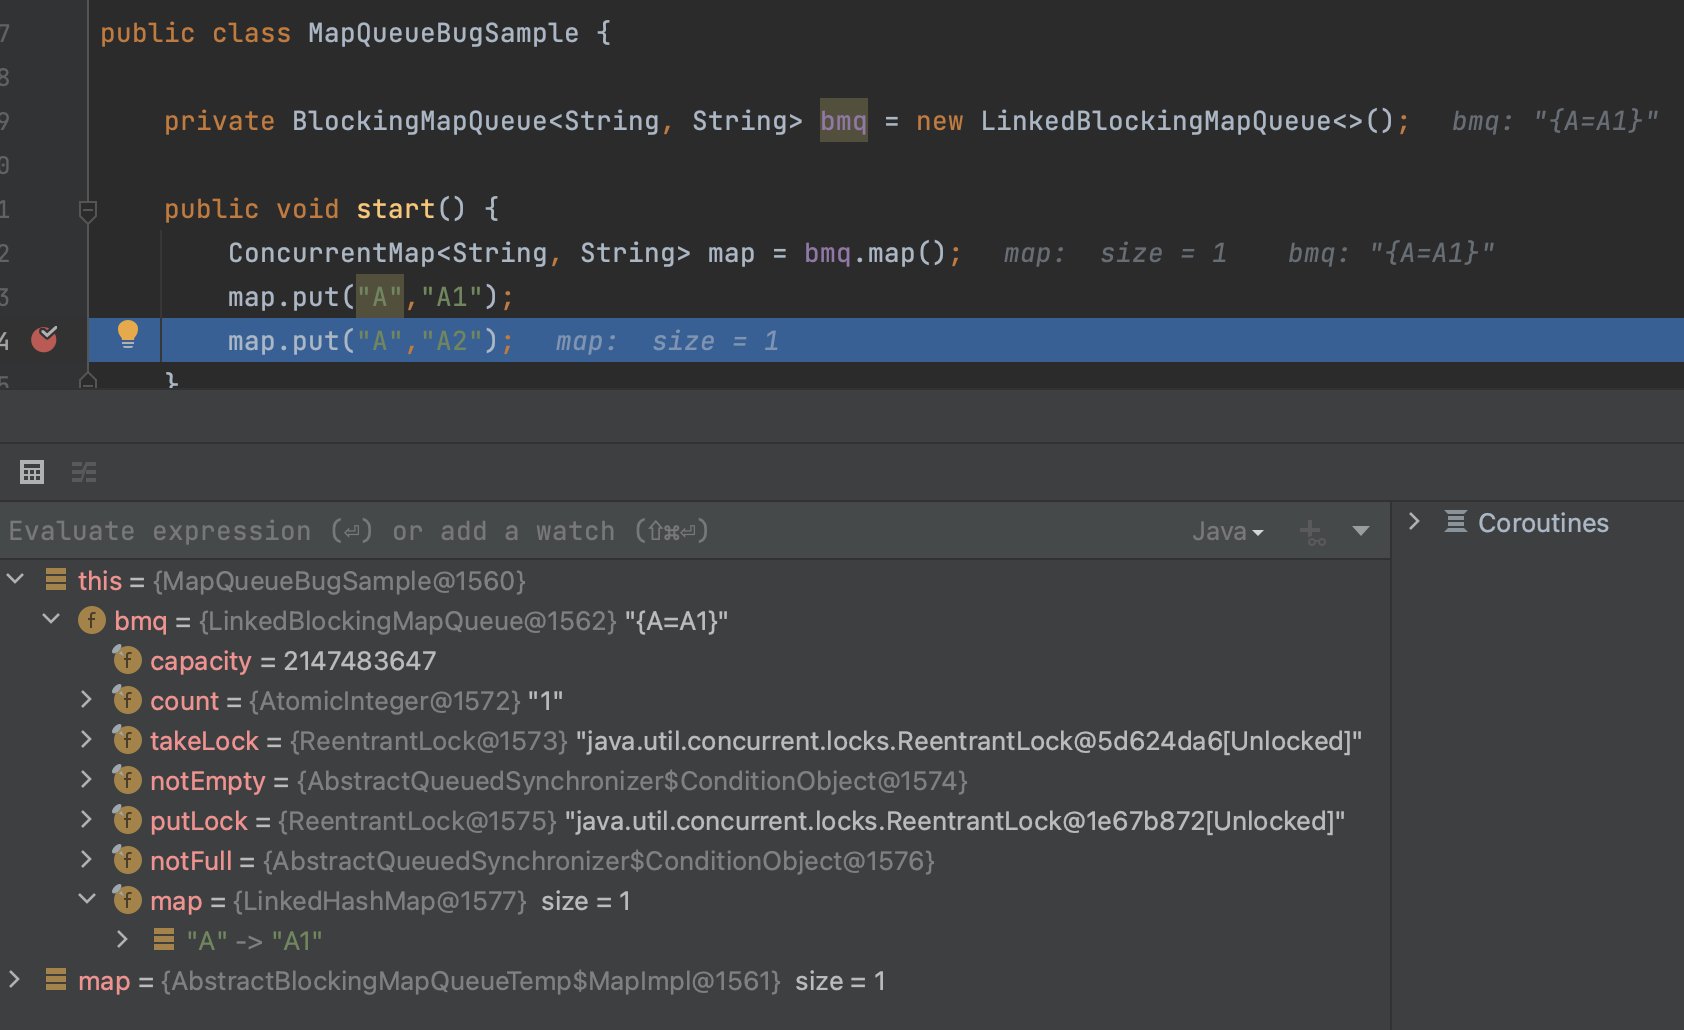 7 public class MapQueueBugSample {
8
9 private BlockingMapQueue<String, String> bmq = new LinkedBlockingMapQueue<>(); bmq: "{A=A1}"
0
1 public void start() {
2 ConcurrentMap<String, String> map = bmq.map(); map: size = 1 bmq: "{A=A1}"
3 map.put("A","A1");
4 map.put("A","A2"); map: size = 1
5 }
Evaluate expression (⏎) or add a watch (⇧⌘⏎) Java
Coroutines
this = {MapQueueBugSample@1560}
f bmq = {LinkedBlockingMapQueue@1562} "{A=A1}"
f capacity = 2147483647
f count = {AtomicInteger@1572} "1"
f takeLock = {ReentrantLock@1573} "java.util.concurrent.locks.ReentrantLock@5d624da6[Unlocked]"
f notEmpty = {AbstractQueuedSynchronizer$ConditionObject@1574}
f putLock = {ReentrantLock@1575} "java.util.concurrent.locks.ReentrantLock@1e67b872[Unlocked]"
f notFull = {AbstractQueuedSynchronizer$ConditionObject@1576}
f map = {LinkedHashMap@1577} size = 1
"A" -> "A1"
map = {AbstractBlockingMapQueueTemp$MapImpl@1561} size = 1